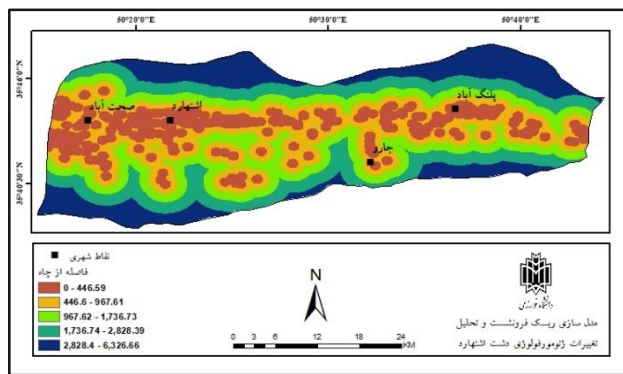 50°20'0"E
50°30'0"E
50°40'0"E
35°46'0"N
35°40'30"N
صحت آباد
اشتهارد
پلنگ آباد
جارو
نقاط شهری
فاصله از چاه
0 - 446.59
446.6 - 967.61
967.62 - 1,736.73
1,736.74 - 2,828.39
2,828.4 - 6,326.66
N
0 3 6 12 18 24
KM
دانشگاه خوارزمی
مدل سازی ریسک فرونشست و تحلیل
تغییرات ژئومورفولوژی دشت اشتهارد